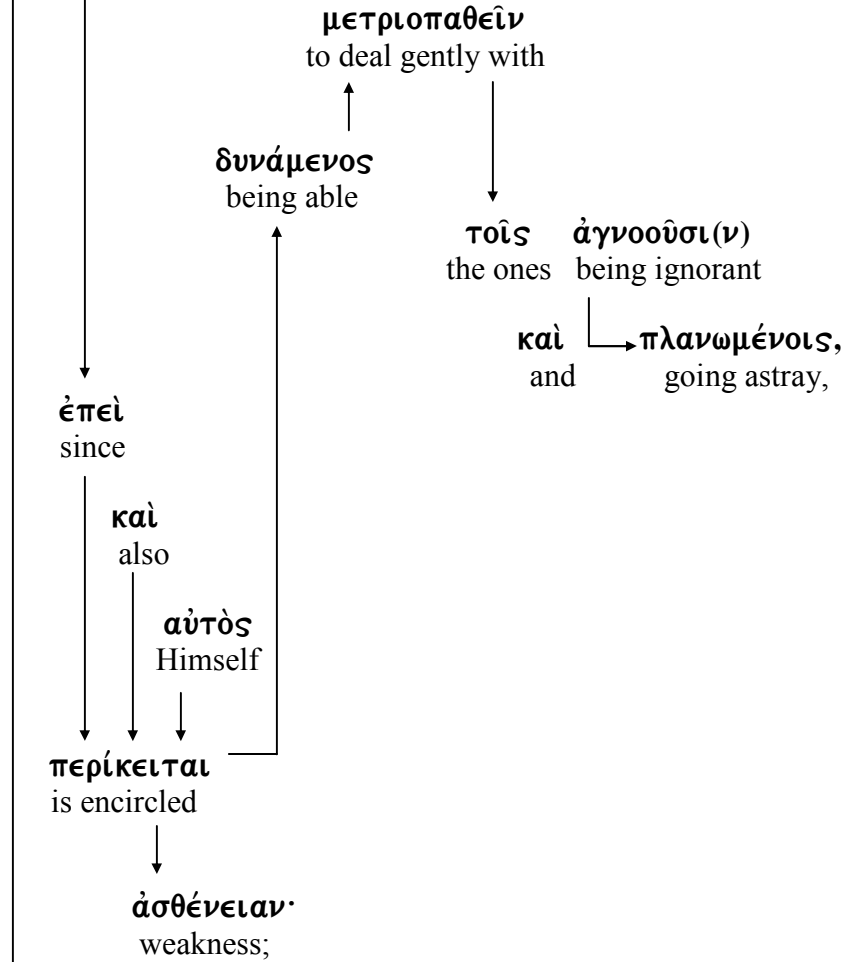 μετριοπαθεῖν
to deal gently with
δυνάμενος
being able
τοῖς ἀγνοοῦσι(ν)
the ones being ignorant
καὶ πλανωμένοις,
and going astray,
ἐπεὶ
since
καὶ
also
αὐτὸς
Himself
περίκειται
is encircled
ἀσθένειαν·
weakness;